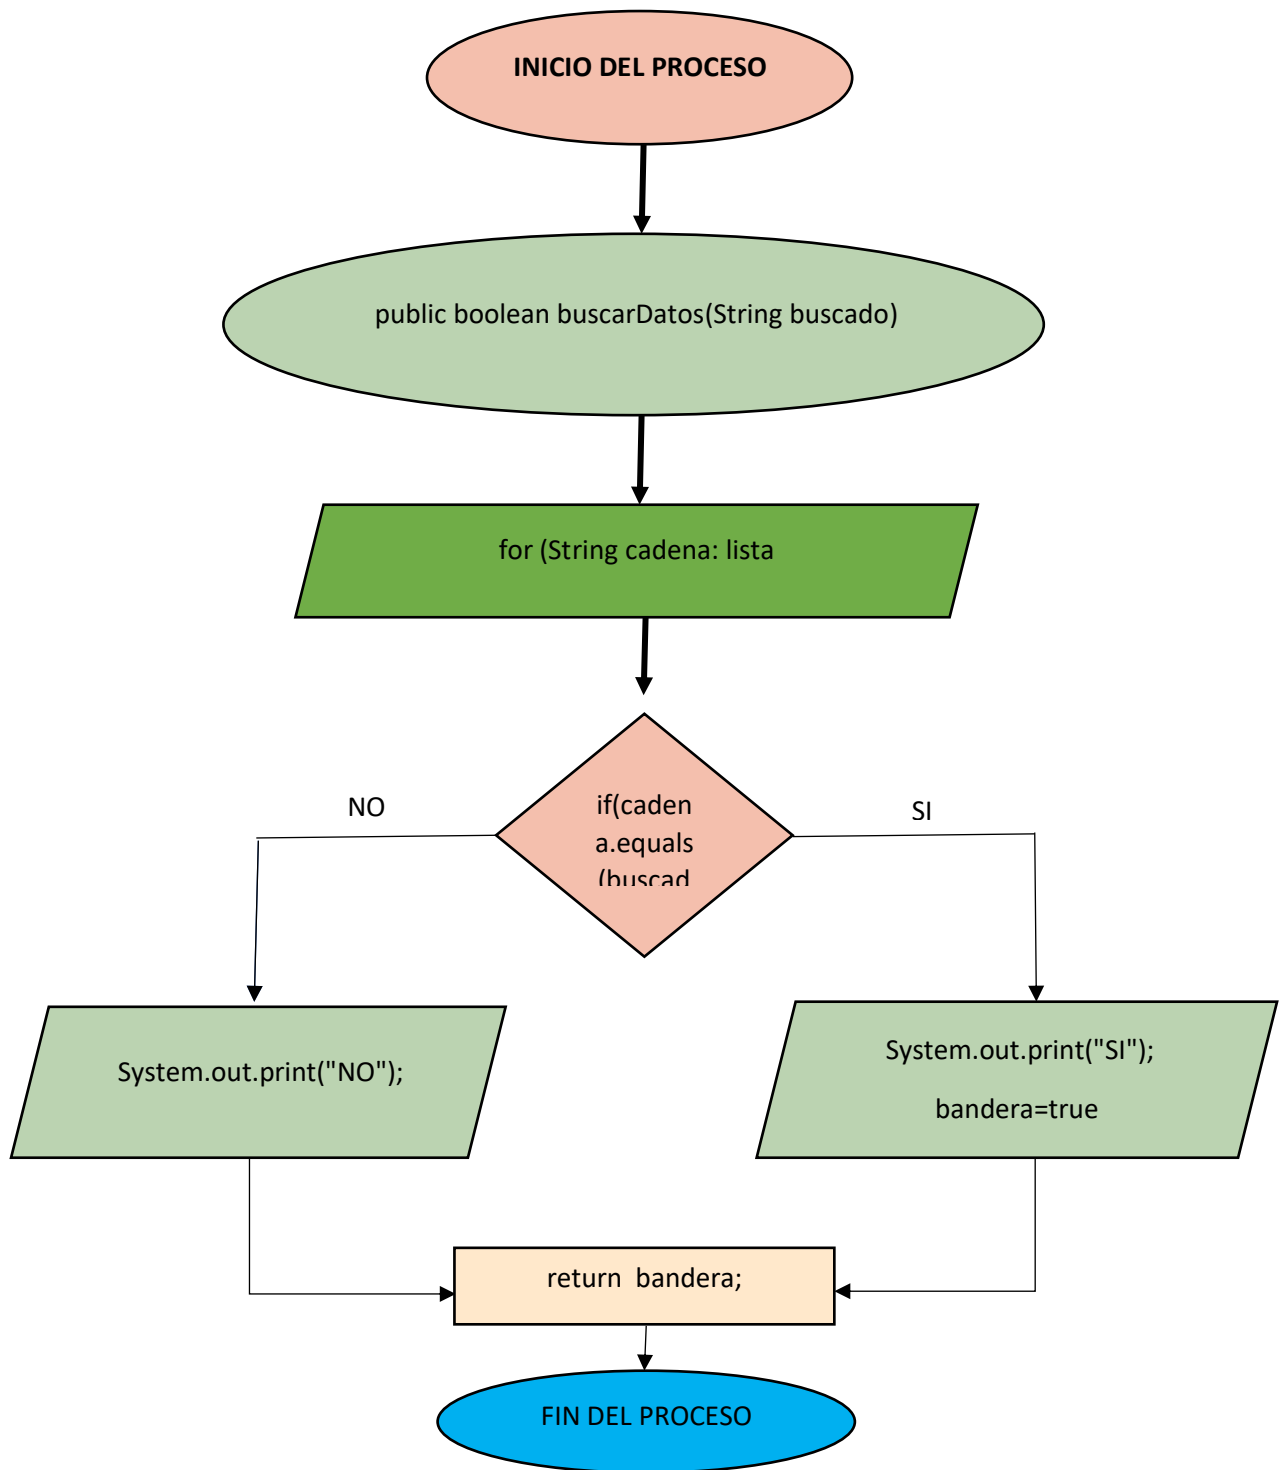 INICIO DEL PROCESO
public boolean buscarDatos(String buscado)
for (String cadena: lista
NO
SI
if(caden
a.equals
(buscad
System.out.print("NO");
System.out.print("SI");
bandera=true
return bandera;
FIN DEL PROCESO